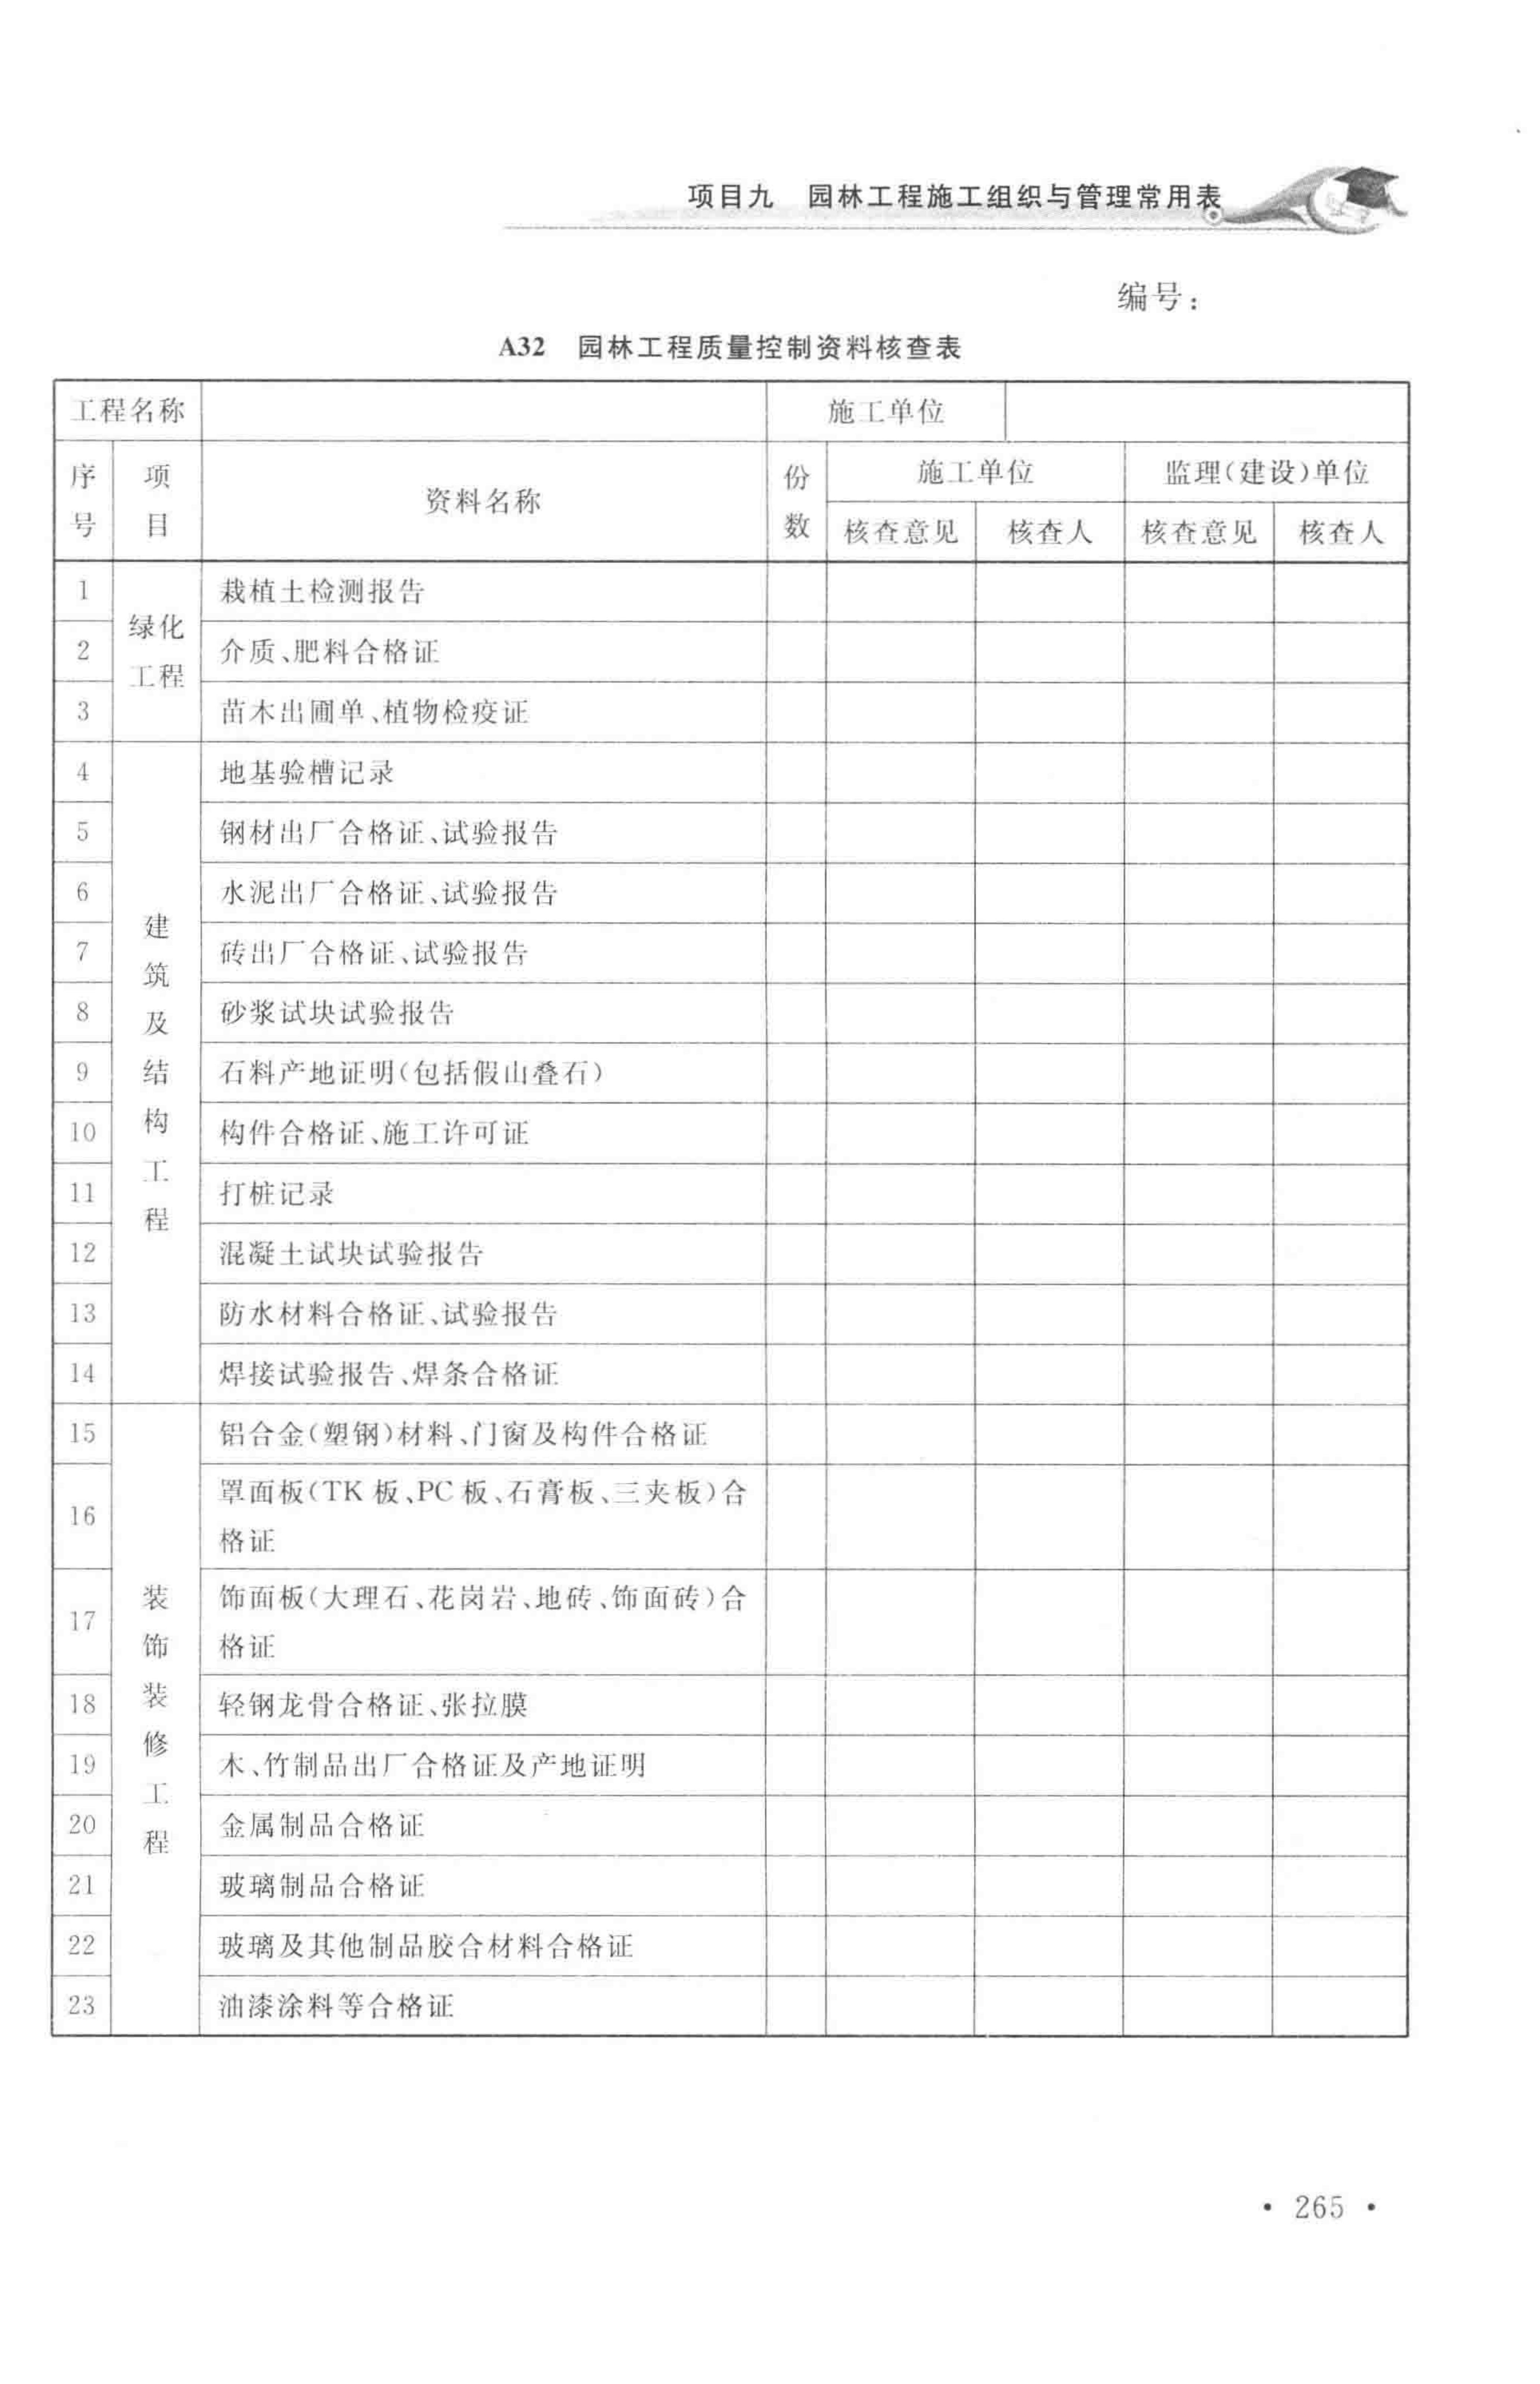 项目九 园林工程施工组织与管理常用表
编号:
A32 园林工程质量控制资料核查表
工程名称 施工单位
序号 项目 资料名称 份数 施工单位 监理(建设)单位
核查意见 核查人 核查意见 核查人
绿化工程
1 栽植土检测报告
2 介质、肥料合格证
3 苗木出圃单、植物检疫证
建筑及结构工程
4 地基验槽记录
5 钢材出厂合格证、试验报告
6 水泥出厂合格证、试验报告
7 砖出厂合格证、试验报告
8 砂浆试块试验报告
9 石料产地证明(包括假山叠石)
10 构件合格证、施工许可证
11 打桩记录
12 混凝土试块试验报告
13 防水材料合格证、试验报告
14 焊接试验报告、焊条合格证
装饰装修工程
15 铝合金(塑钢)材料、门窗及构件合格证
16 罩面板(TK板、PC板、石膏板、三夹板)合
格证
17 饰面板(大理石、花岗岩、地砖、饰面砖)合
格证
18 轻钢龙骨合格证、张拉膜
19 木、竹制品出厂合格证及产地证明
20 金属制品合格证
21 玻璃制品合格证
22 玻璃及其他制品胶合材料合格证
23 油漆涂料等合格证
· 265 ·